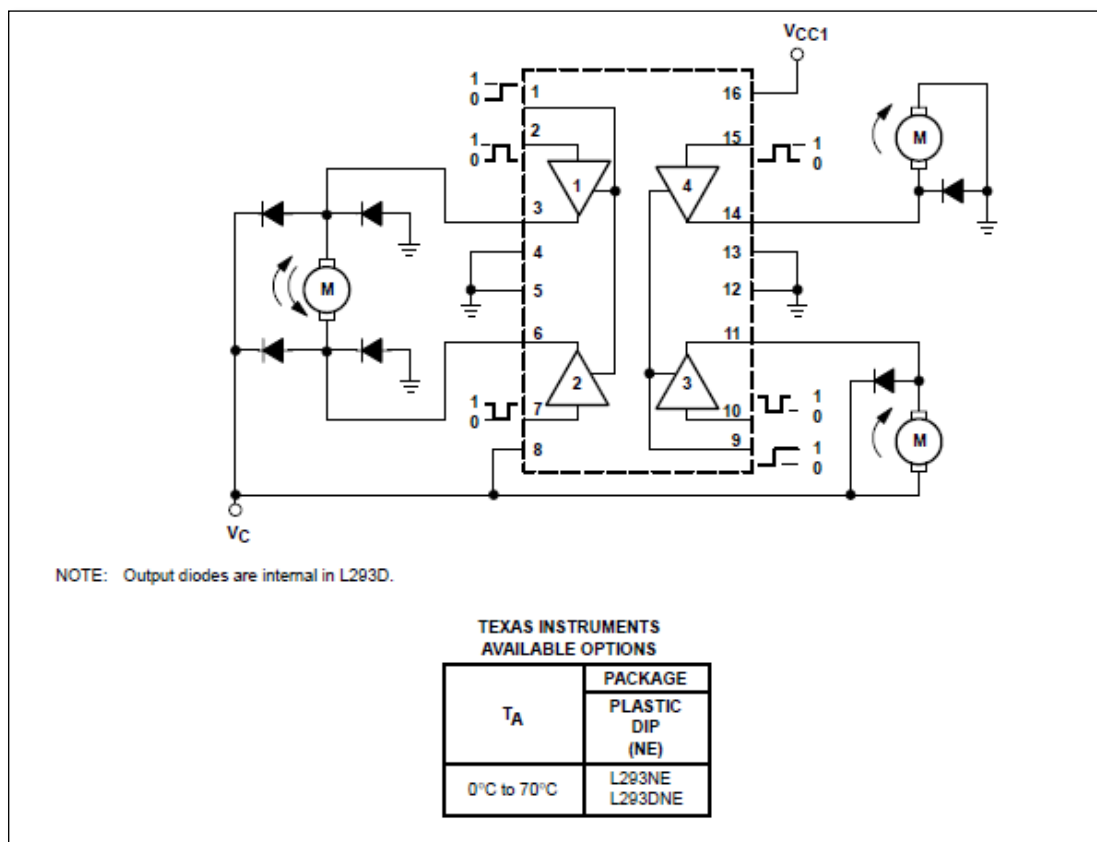 VCC1
1
0
1
16
1
0
2
15
1
0
M
1
4
3
14
4
13
M
5
12
6
11
2
3
1
0
7
10
1
0
M
8
9
1
0
VC
NOTE: Output diodes are internal in L293D.
TEXAS INSTRUMENTS
AVAILABLE OPTIONS
TA
PACKAGE
PLASTIC
DIP
(NE)
0°C to 70°C
L293NE
L293DNE